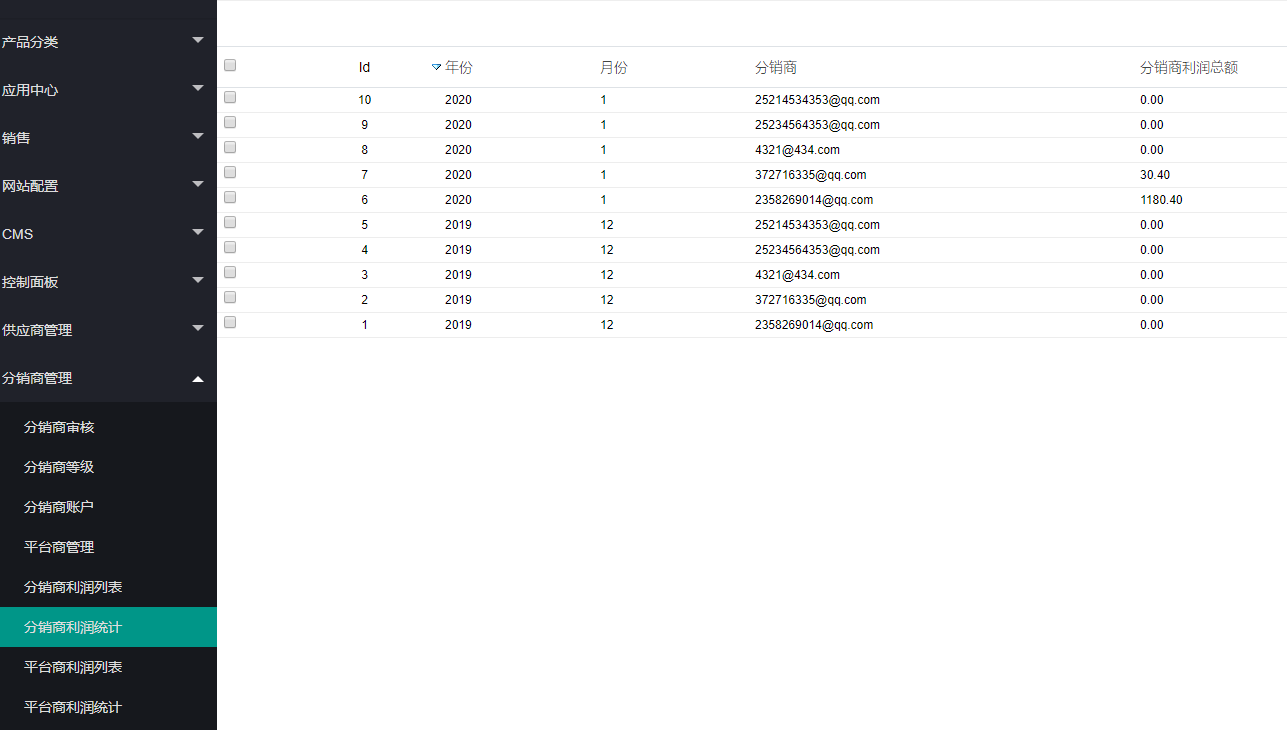 产品分类
应用中心
销售
网站配置
CMS
控制面板
供应商管理
分销商管理
分销商审核
分销商等级
分销商账户
平台商管理
分销商利润列表
分销商利润统计
平台商利润列表
平台商利润统计
Id 年份 月份 分销商 分销商利润总额
10 2020 1 25214534353@qq.com 0.00
9 2020 1 25234564353@qq.com 0.00
8 2020 1 4321@434.com 0.00
7 2020 1 372716335@qq.com 30.40
6 2020 1 2358269014@qq.com 1180.40
5 2019 12 25214534353@qq.com 0.00
4 2019 12 25234564353@qq.com 0.00
3 2019 12 4321@434.com 0.00
2 2019 12 372716335@qq.com 0.00
1 2019 12 2358269014@qq.com 0.00